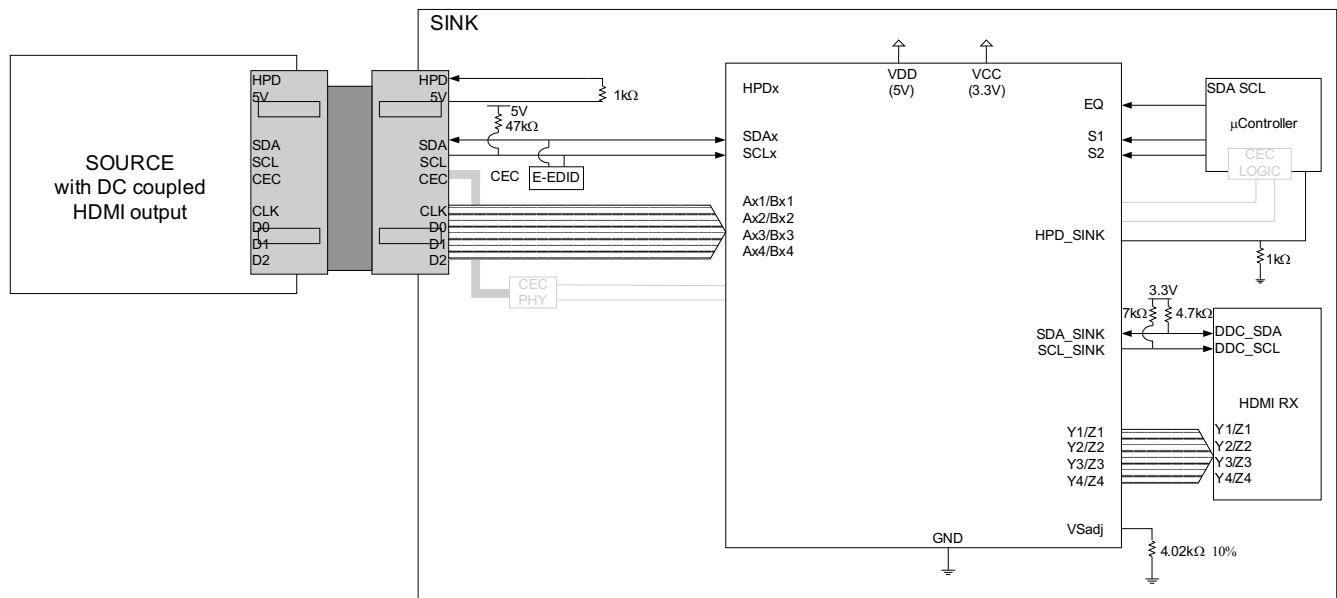 SINK
SOURCE
with DC coupled
HDMI output
HPD
5V
SDA
SCL
CEC
CLK
D0
D1
D2
HPD
5V
SDA
SCL
CEC
CLK
D0
D1
D2
1kΩ
5V
47kΩ
CEC
E-EDID
CEC
PHY
HPDx
SDAx
SCLx
Ax1/Bx1
Ax2/Bx2
Ax3/Bx3
Ax4/Bx4
VDD
(5V)
VCC
(3.3V)
EQ
S1
S2
HPD_SINK
SDA_SINK
SCL_SINK
Y1/Z1
Y2/Z2
Y3/Z3
Y4/Z4
VSadj
GND
SDA SCL
μController
CEC
LOGIC
1kΩ
3.3V
7kΩ
4.7kΩ
DDC_SDA
DDC_SCL
HDMI RX
Y1/Z1
Y2/Z2
Y3/Z3
Y4/Z4
4.02kΩ 10%